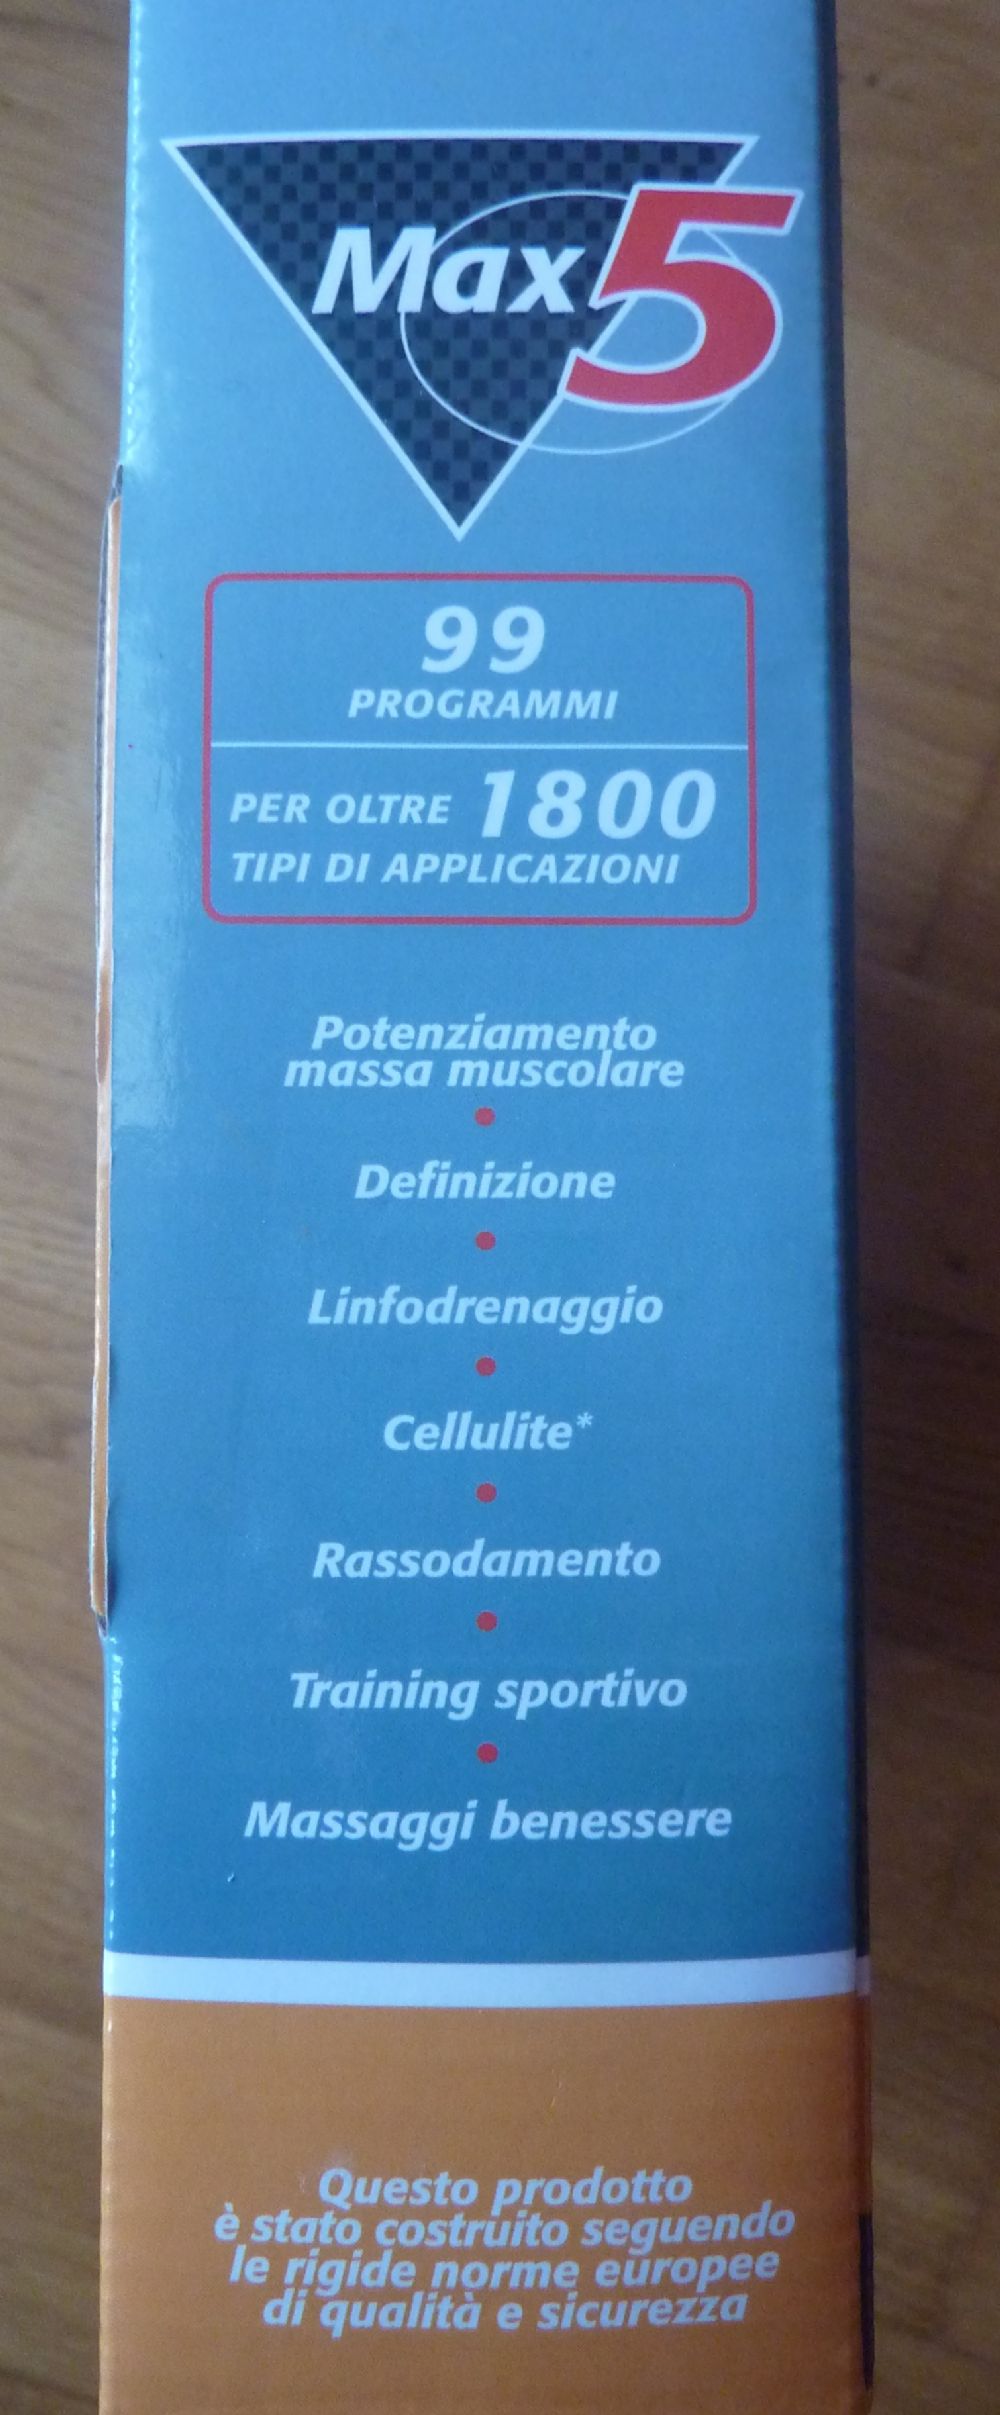 Max 5
99
PROGRAMMI
PER OLTRE 1800
TIPI DI APPLICAZIONI
Potenziamento
massa muscolare
Definizione
Linfodrenaggio
Cellulite*
Rassodamento
Training sportivo
Massaggi benessere
Questo prodotto
è stato costruito seguendo
le rigide norme europee
di qualità e sicurezza